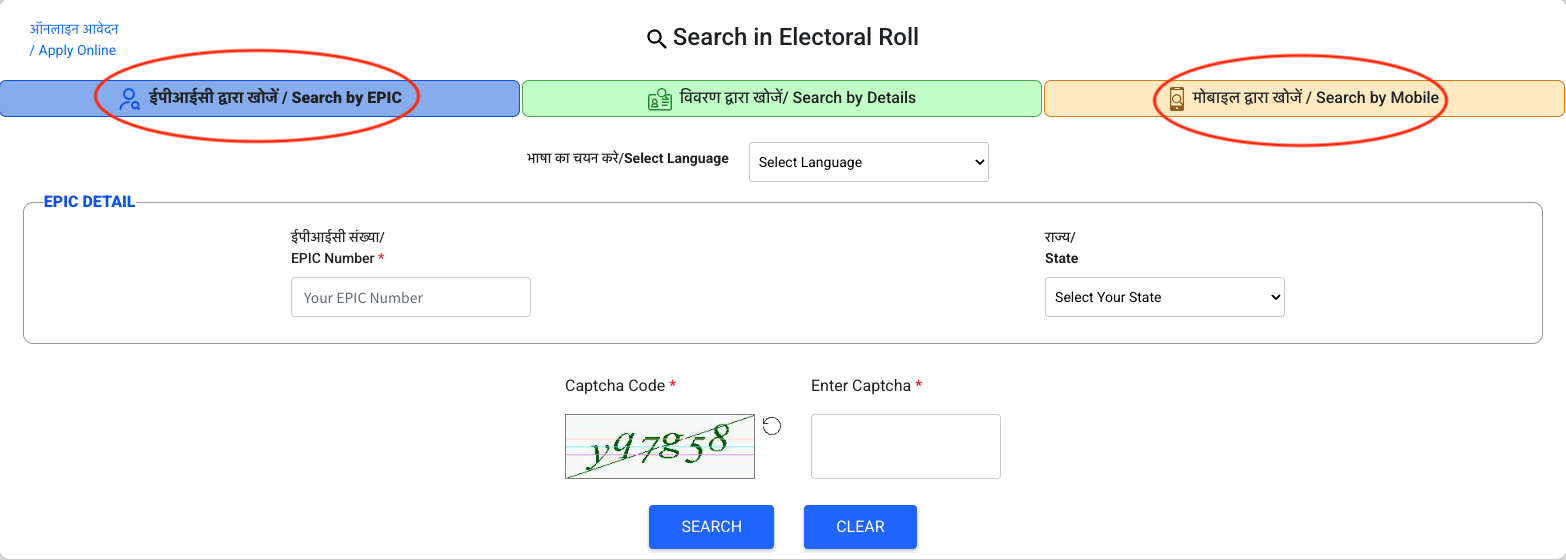 ऑनलाइन आवेदन
/ Apply Online
Search in Electoral Roll
ईपीआईसी द्वारा खोजें / Search by EPIC
विवरण द्वारा खोजें/ Search by Details
मोबाइल द्वारा खोजें / Search by Mobile
भाषा का चयन करे/Select Language
Select Language
EPIC DETAIL
ईपीआईसी संख्या/
EPIC Number *
Your EPIC Number
राज्य/
State
Select Your State
Captcha Code *
Enter Captcha *
yq7g58
SEARCH
CLEAR